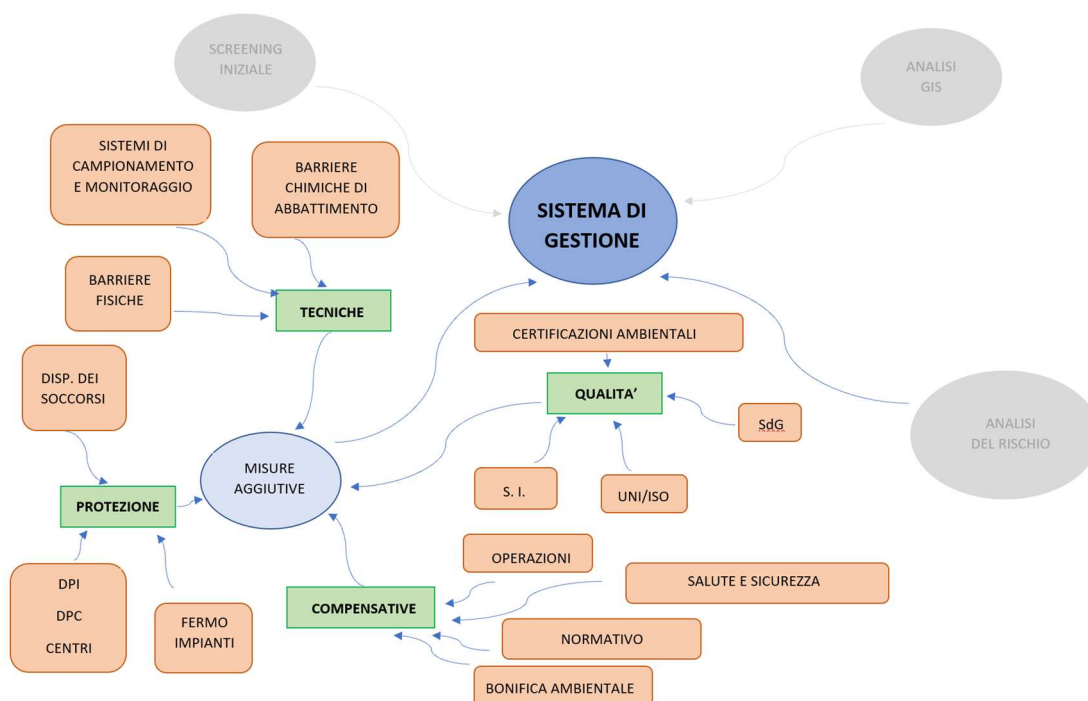 SCREENING
INIZIALE
ANALISI
GIS
SISTEMI DI
CAMPIONAMENTO
E MONITORAGGIO
BARRIERE
CHIMICHE DI
ABBATTIMENTO
SISTEMA DI
GESTIONE
BARRIERE
FISICHE
TECNICHE
CERTIFICAZIONI AMBIENTALI
DISP. DEI
SOCCORSI
QUALITA’
SdG
ANALISI
DEL RISCHIO
MISURE
AGGIUTIVE
S. I.
UNI/ISO
PROTEZIONE
OPERAZIONI
SALUTE E SICUREZZA
DPI
DPC
CENTRI
FERMO
IMPIANTI
COMPENSATIVE
NORMATIVO
BONIFICA AMBIENTALE